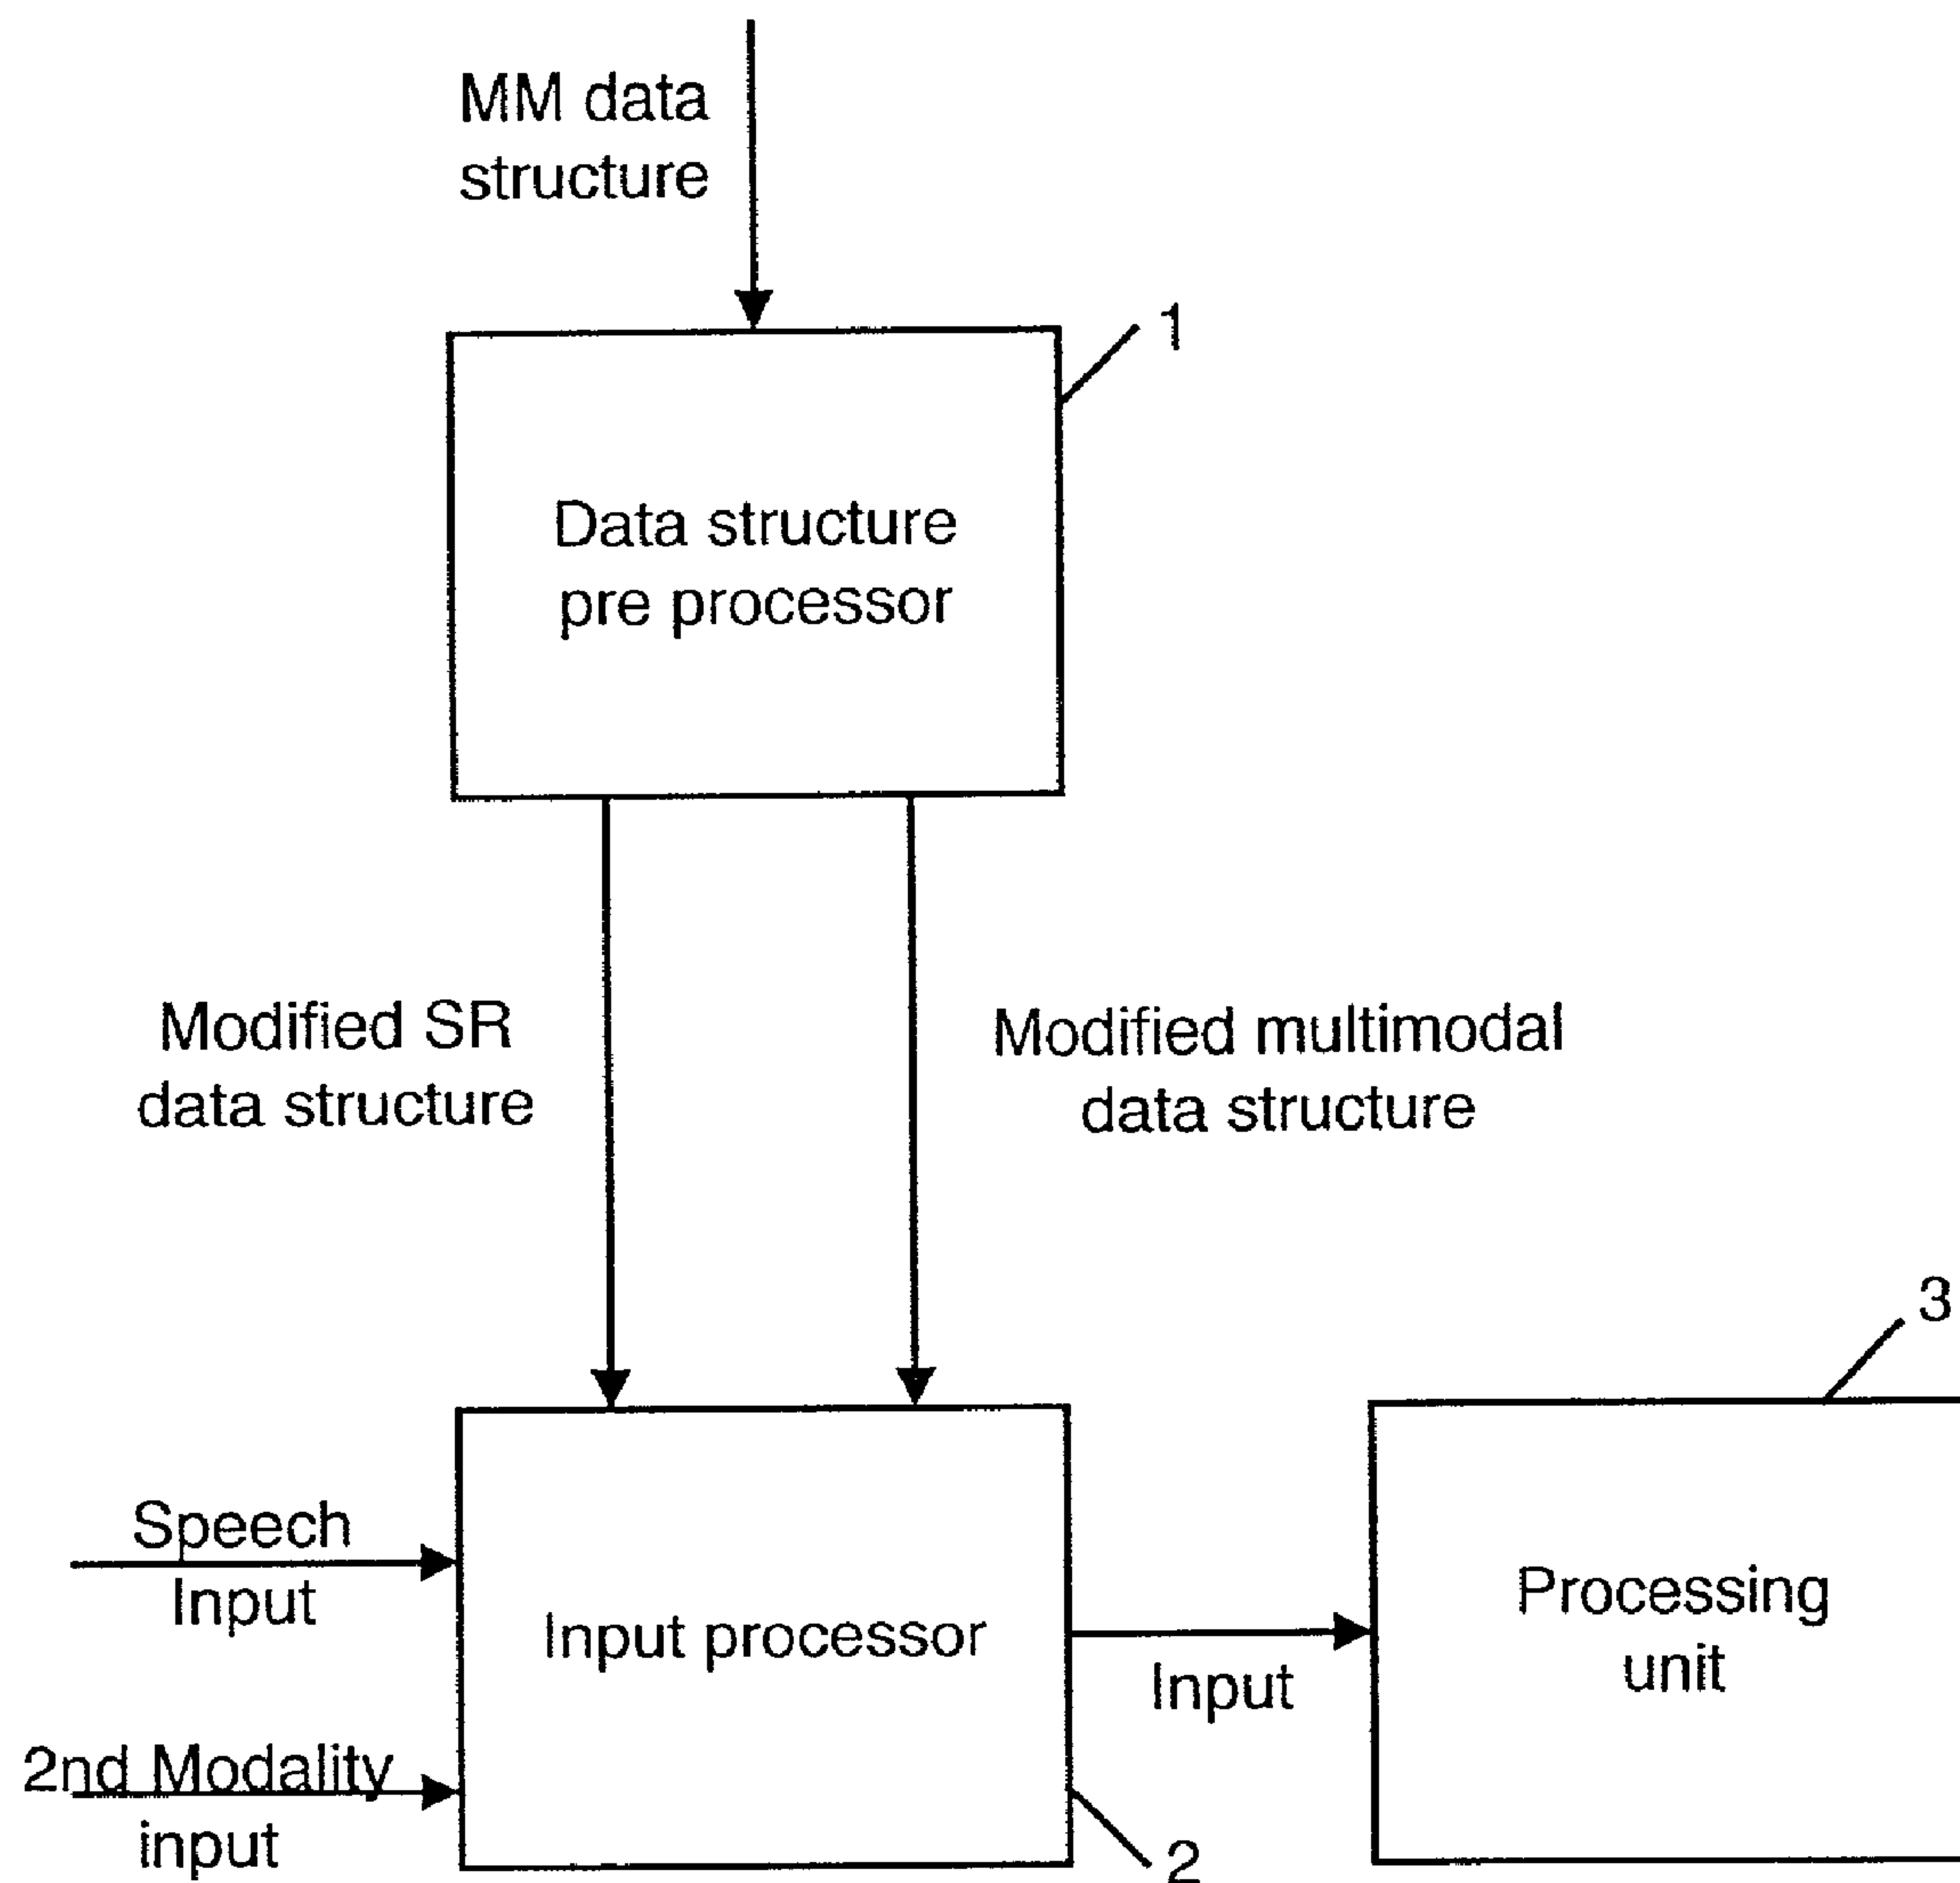 MM data
structure
1
Data structure
pre processor
Modified SR
data structure
Modified multimodal
data structure
3
Speech
Input
Input processor
Input
Processing
unit
2nd Modality
input
2